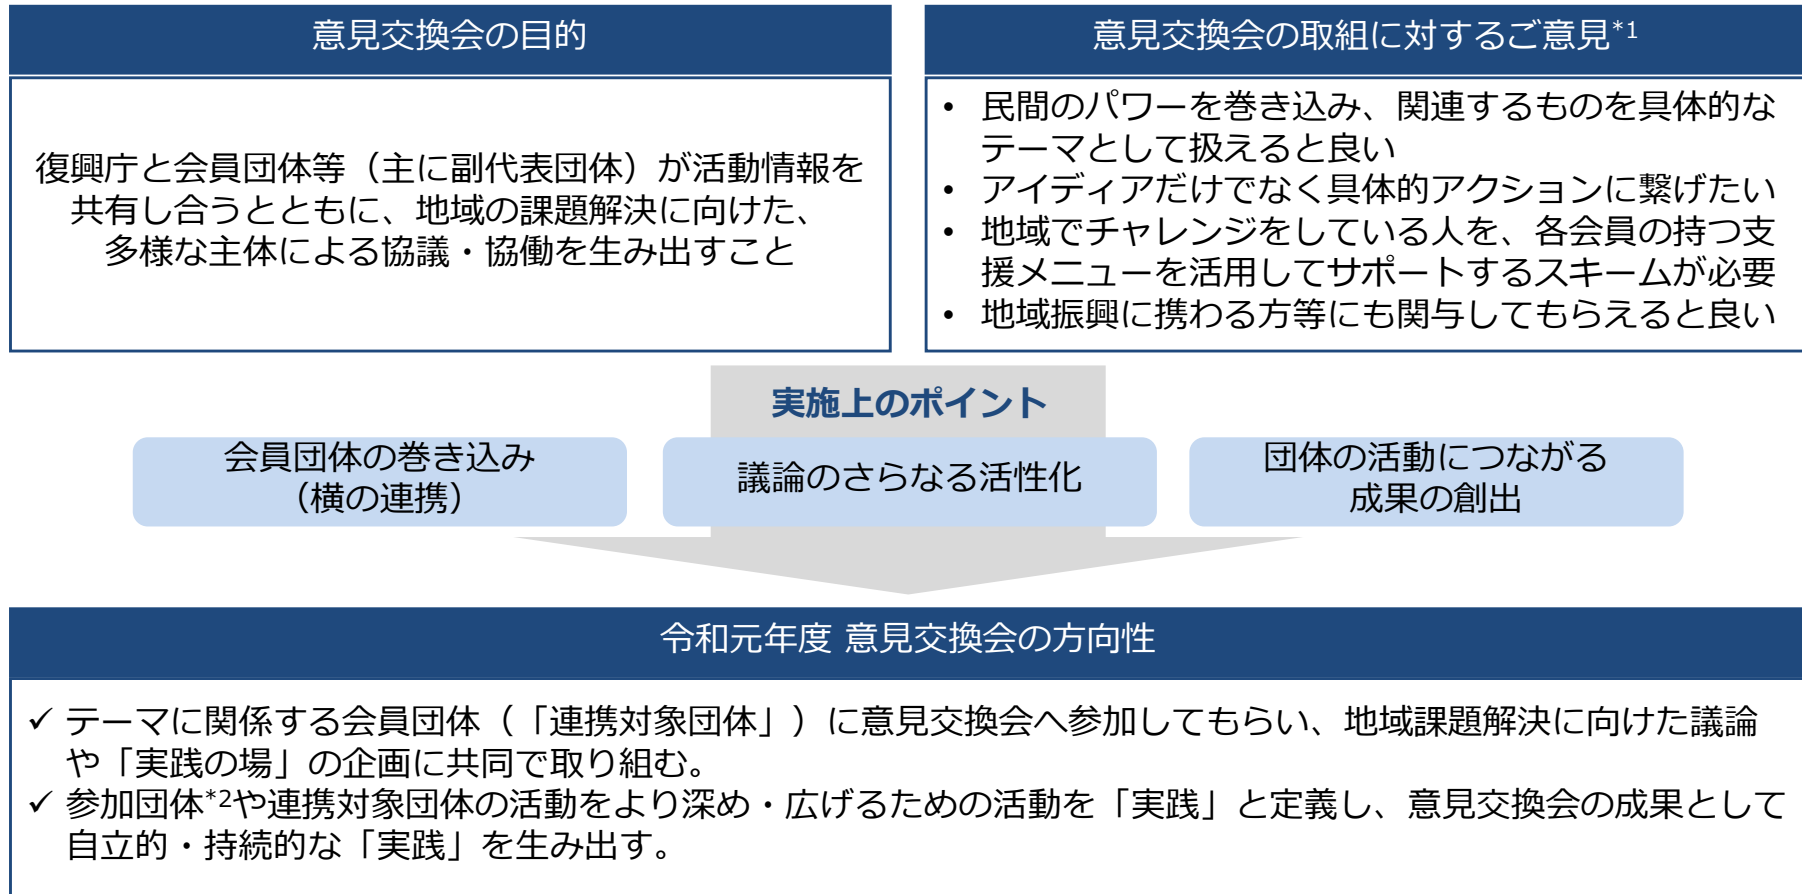 意見交換会の目的
復興庁と会員団体等（主に副代表団体）が活動情報を
共有し合うとともに、地域の課題解決に向けた、
多様な主体による協議・協働を生み出すこと
意見交換会の取組に対するご意見*1
• 民間のパワーを巻き込み、関連するものを具体的な
テーマとして扱えると良い
• アイディアだけでなく具体的アクションに繋げたい
• 地域でチャレンジをしている人を、各会員の持つ支
援メニューを活用してサポートするスキームが必要
• 地域振興に携わる方等にも関与してもらえると良い
実施上のポイント
会員団体の巻き込み
（横の連携）
議論のさらなる活性化
団体の活動につながる
成果の創出
令和元年度 意見交換会の方向性
✓ テーマに関係する会員団体（「連携対象団体」）に意見交換会へ参加してもらい、地域課題解決に向けた議論
や「実践の場」の企画に共同で取り組む。
✓ 参加団体*2や連携対象団体の活動をより深め・広げるための活動を「実践」と定義し、意見交換会の成果として
自立的・持続的な「実践」を生み出す。